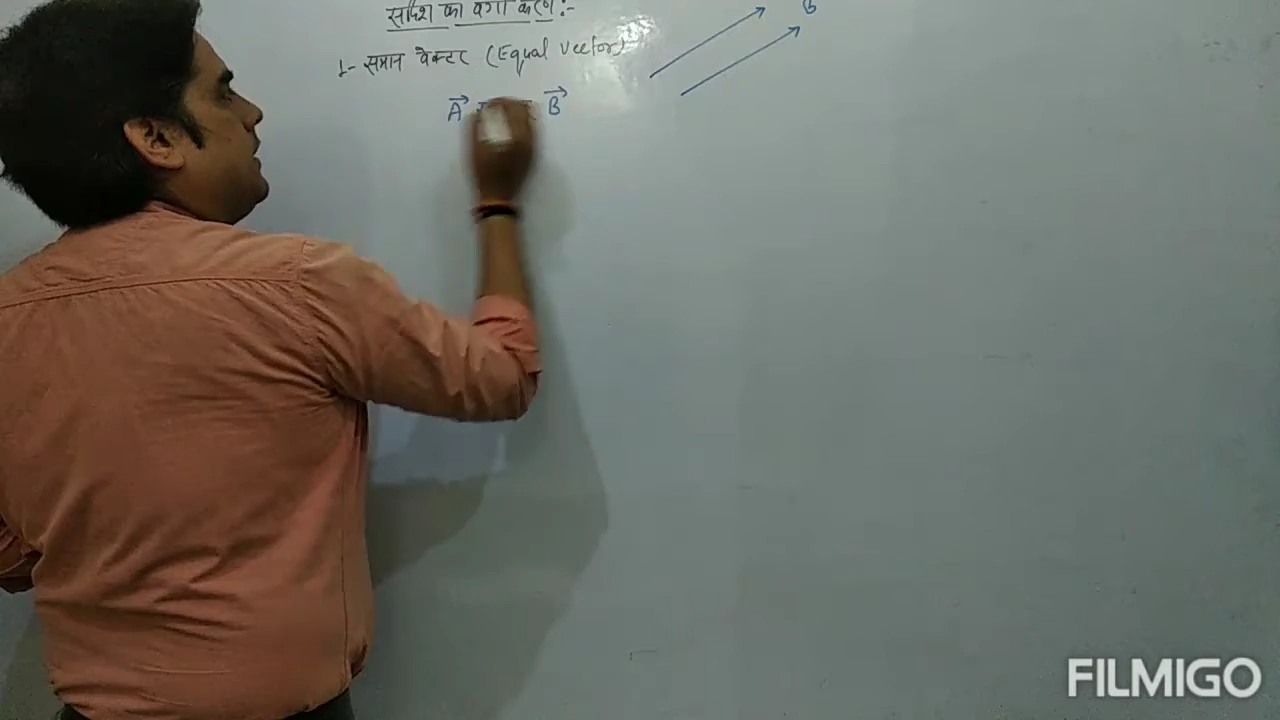 सदिश का वर्गीकरण:-
1- समान वेक्टर (Equal Vector)
B
A B
FILMIGO